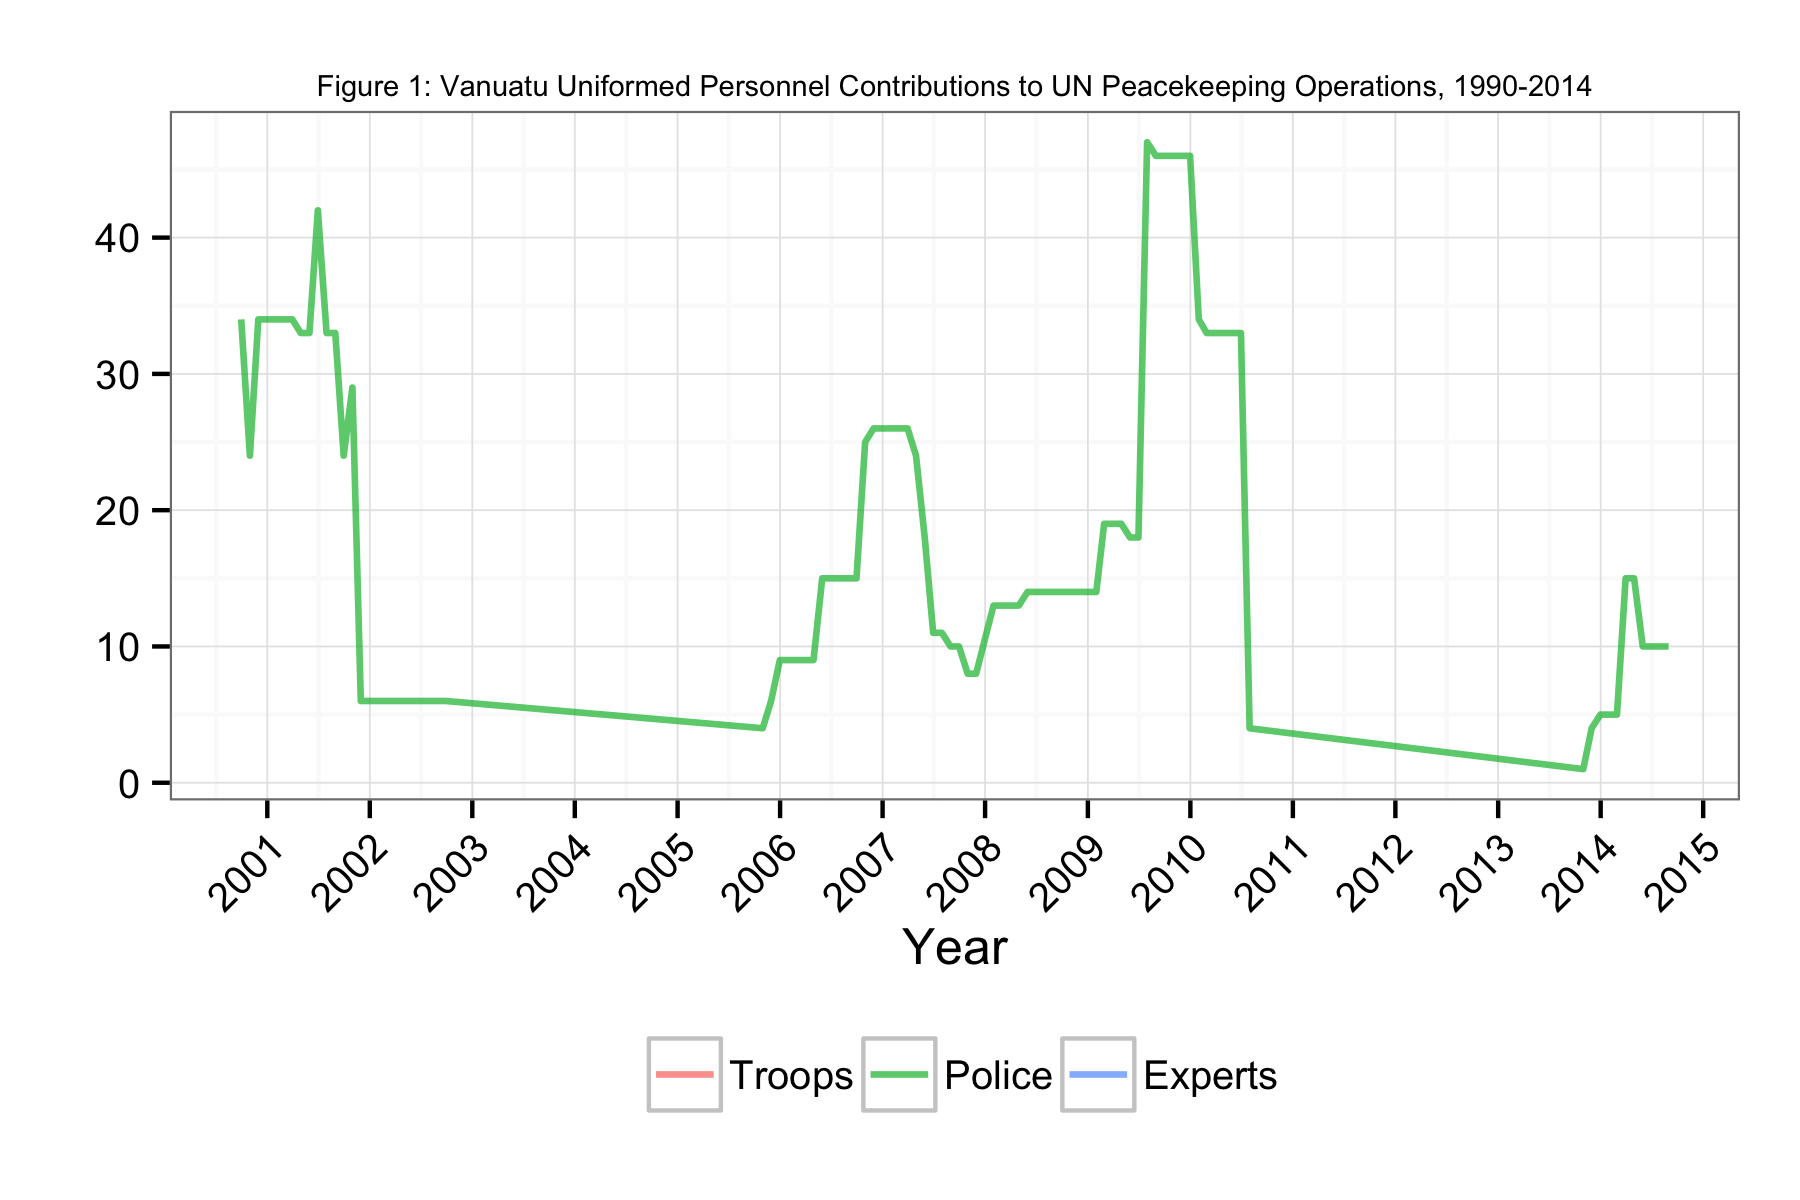 Figure 1: Vanuatu Uniformed Personnel Contributions to UN Peacekeeping Operations, 1990-2014
40
30
20
10
0
2001 2002 2003 2004 2005 2006 2007 2008 2009 2010 2011 2012 2013 2014 2015
Year
Troops Police Experts